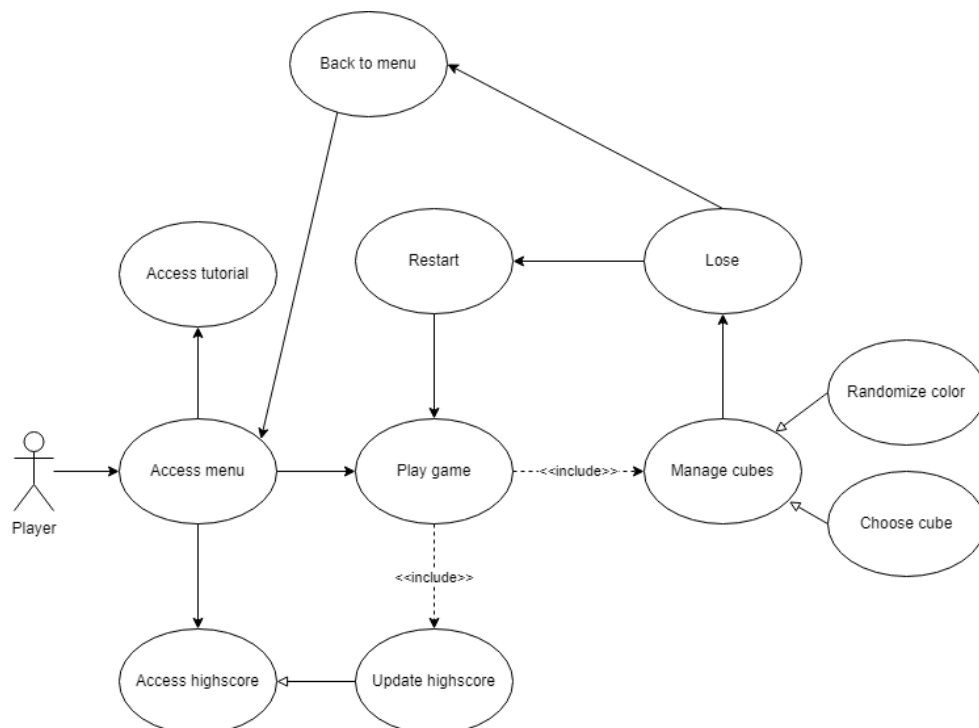 Back to menu
Access tutorial
Restart
Lose
Randomize color
Access menu
Play game
<<include>>
Manage cubes
Player
Choose cube
<<include>>
Access highscore
Update highscore